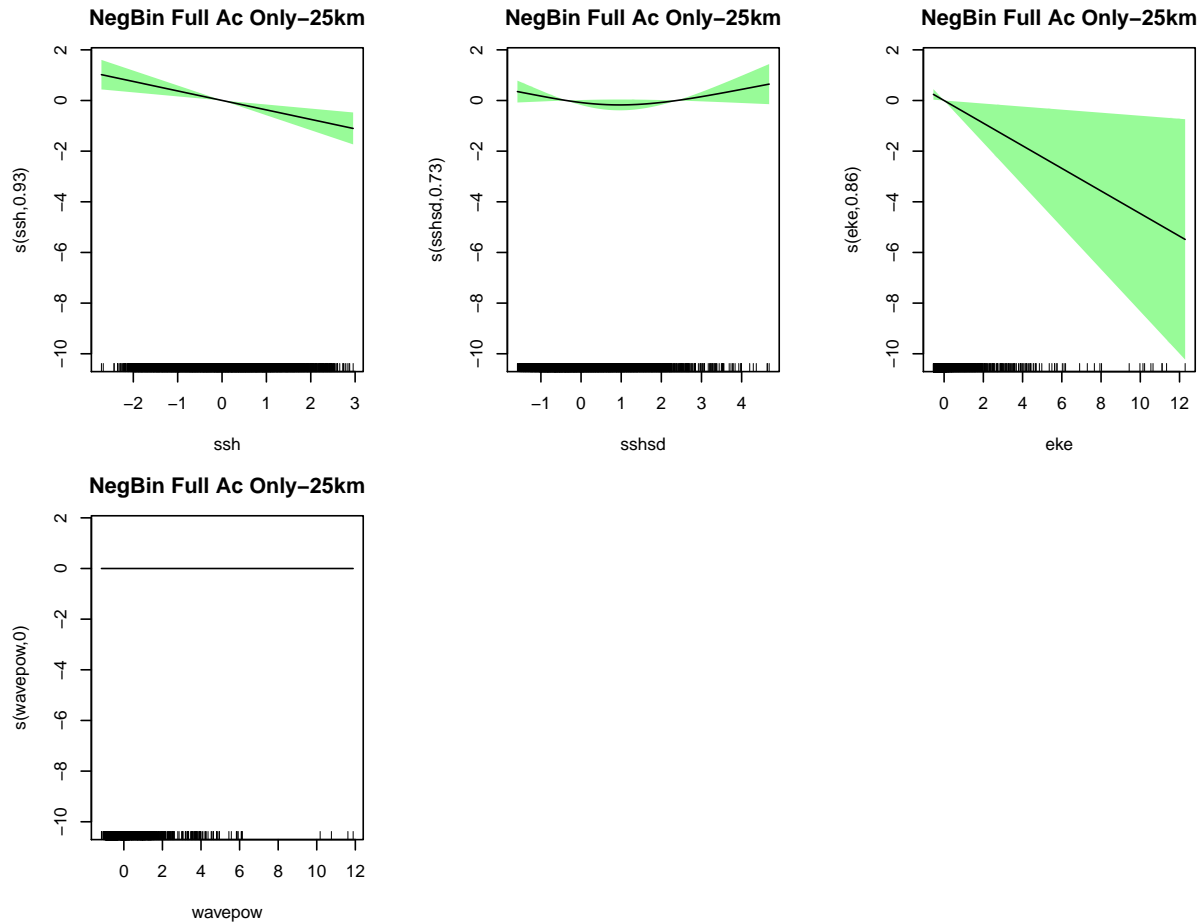 NegBin Full Ac Only−25km
NegBin Full Ac Only−25km
NegBin Full Ac Only−25km
s(ssh,0.93)
2
0
−2
−4
−6
−8
−10
−2 −1 0 1 2 3
ssh
s(sshsd,0.73)
2
0
−2
−4
−6
−8
−10
−1 0 1 2 3 4
sshsd
s(eke,0.86)
2
0
−2
−4
−6
−8
−10
0 2 4 6 8 10 12
eke
NegBin Full Ac Only−25km
s(wavepow,0)
2
0
−2
−4
−6
−8
−10
0 2 4 6 8 10 12
wavepow